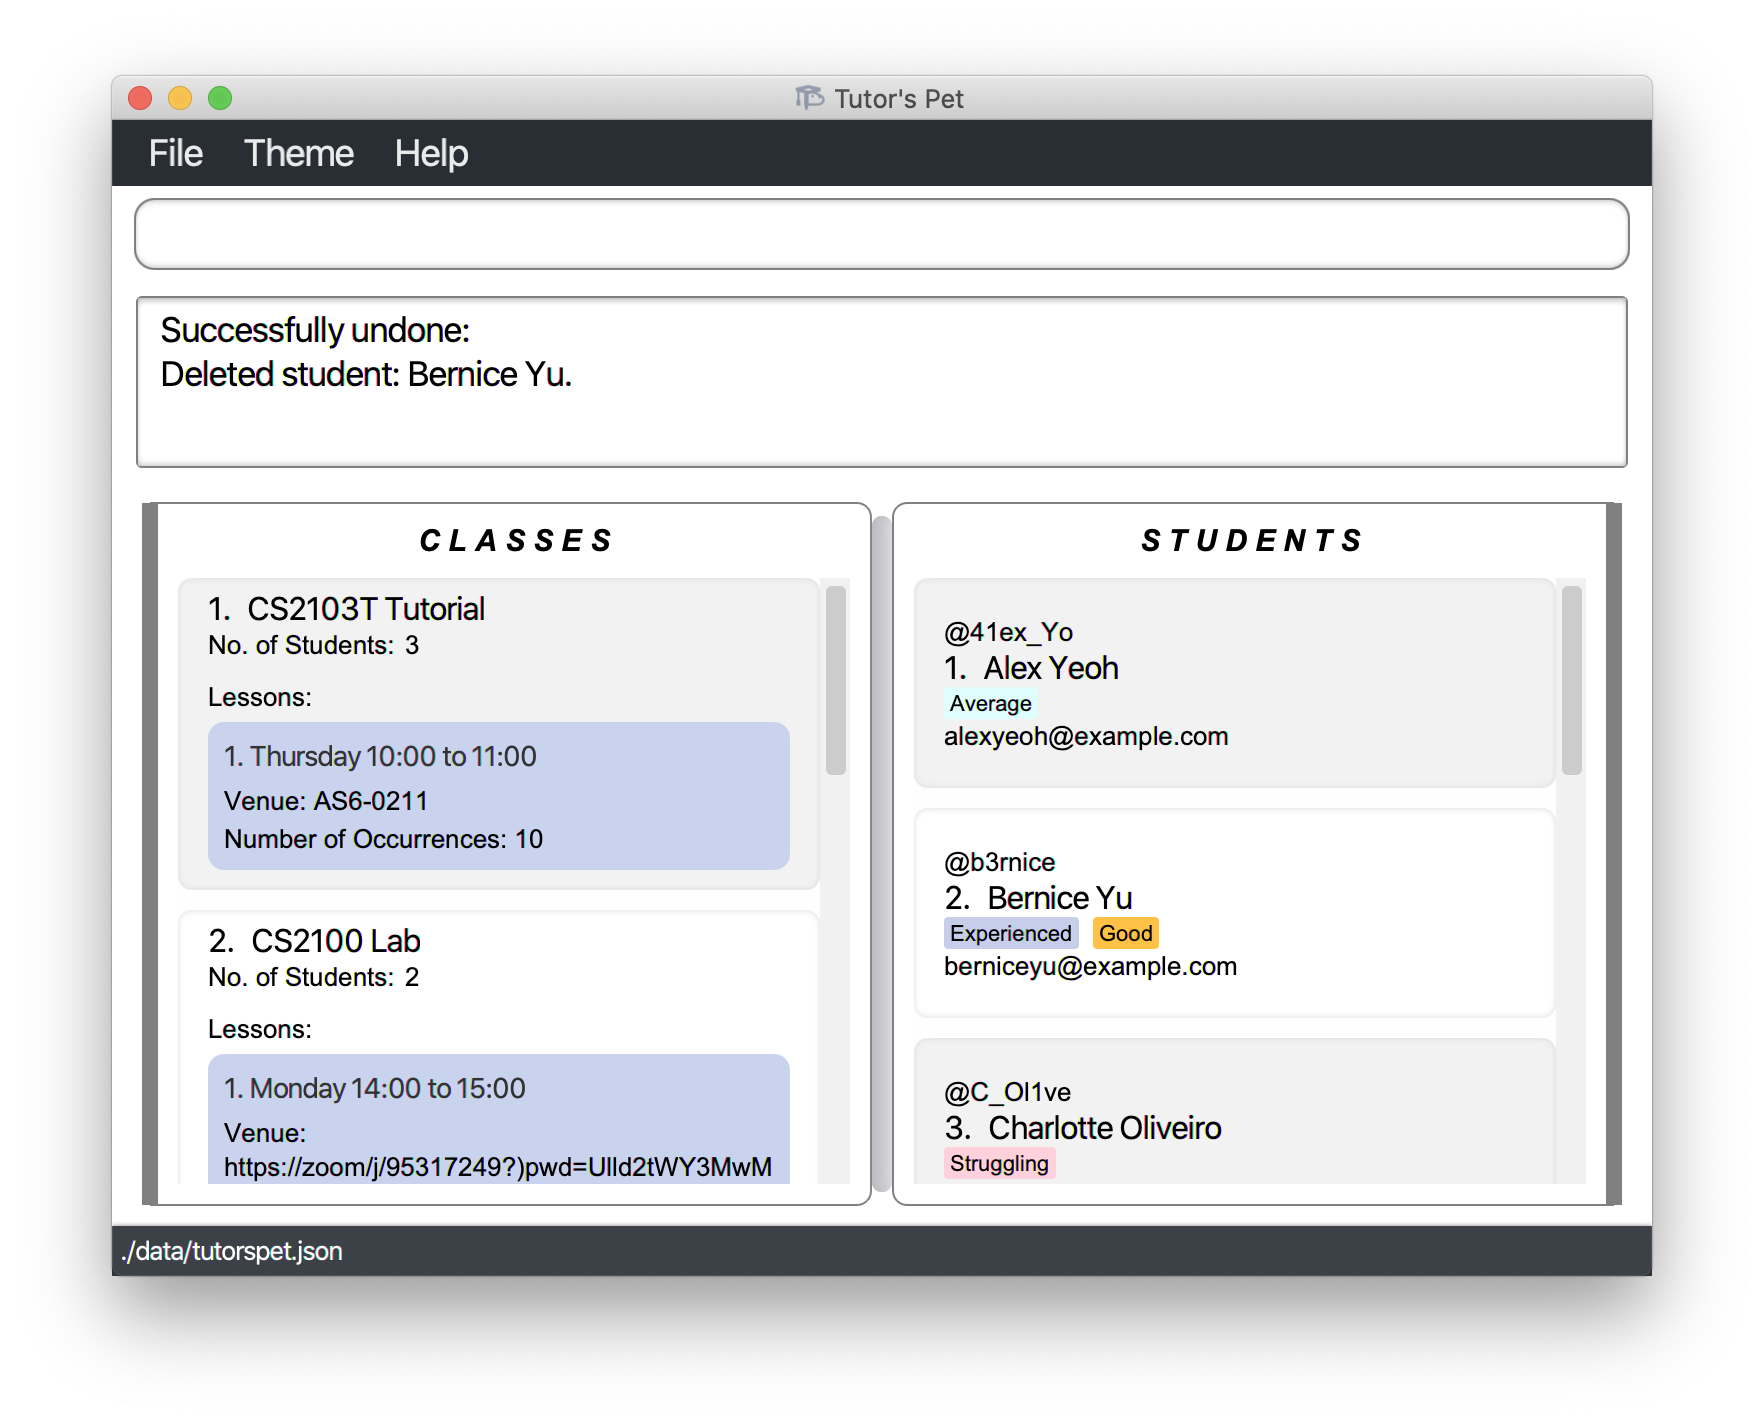 Tutor's Pet
File Theme Help
Successfully undone:
Deleted student: Bernice Yu.
CLASSES
1. CS2103T Tutorial
No. of Students: 3
Lessons:
1. Thursday 10:00 to 11:00
Venue: AS6-0211
Number of Occurrences: 10
2. CS2100 Lab
No. of Students: 2
Lessons:
1. Monday 14:00 to 15:00
Venue:
https://zoom/j/95317249?)pwd=Ulld2tWY3MwM
STUDENTS
@41ex_Yo
1. Alex Yeoh
Average
alexyeoh@example.com
@b3rnice
2. Bernice Yu
Experienced Good
berniceyu@example.com
@C_Ol1ve
3. Charlotte Oliveiro
Struggling
./data/tutorspet.json